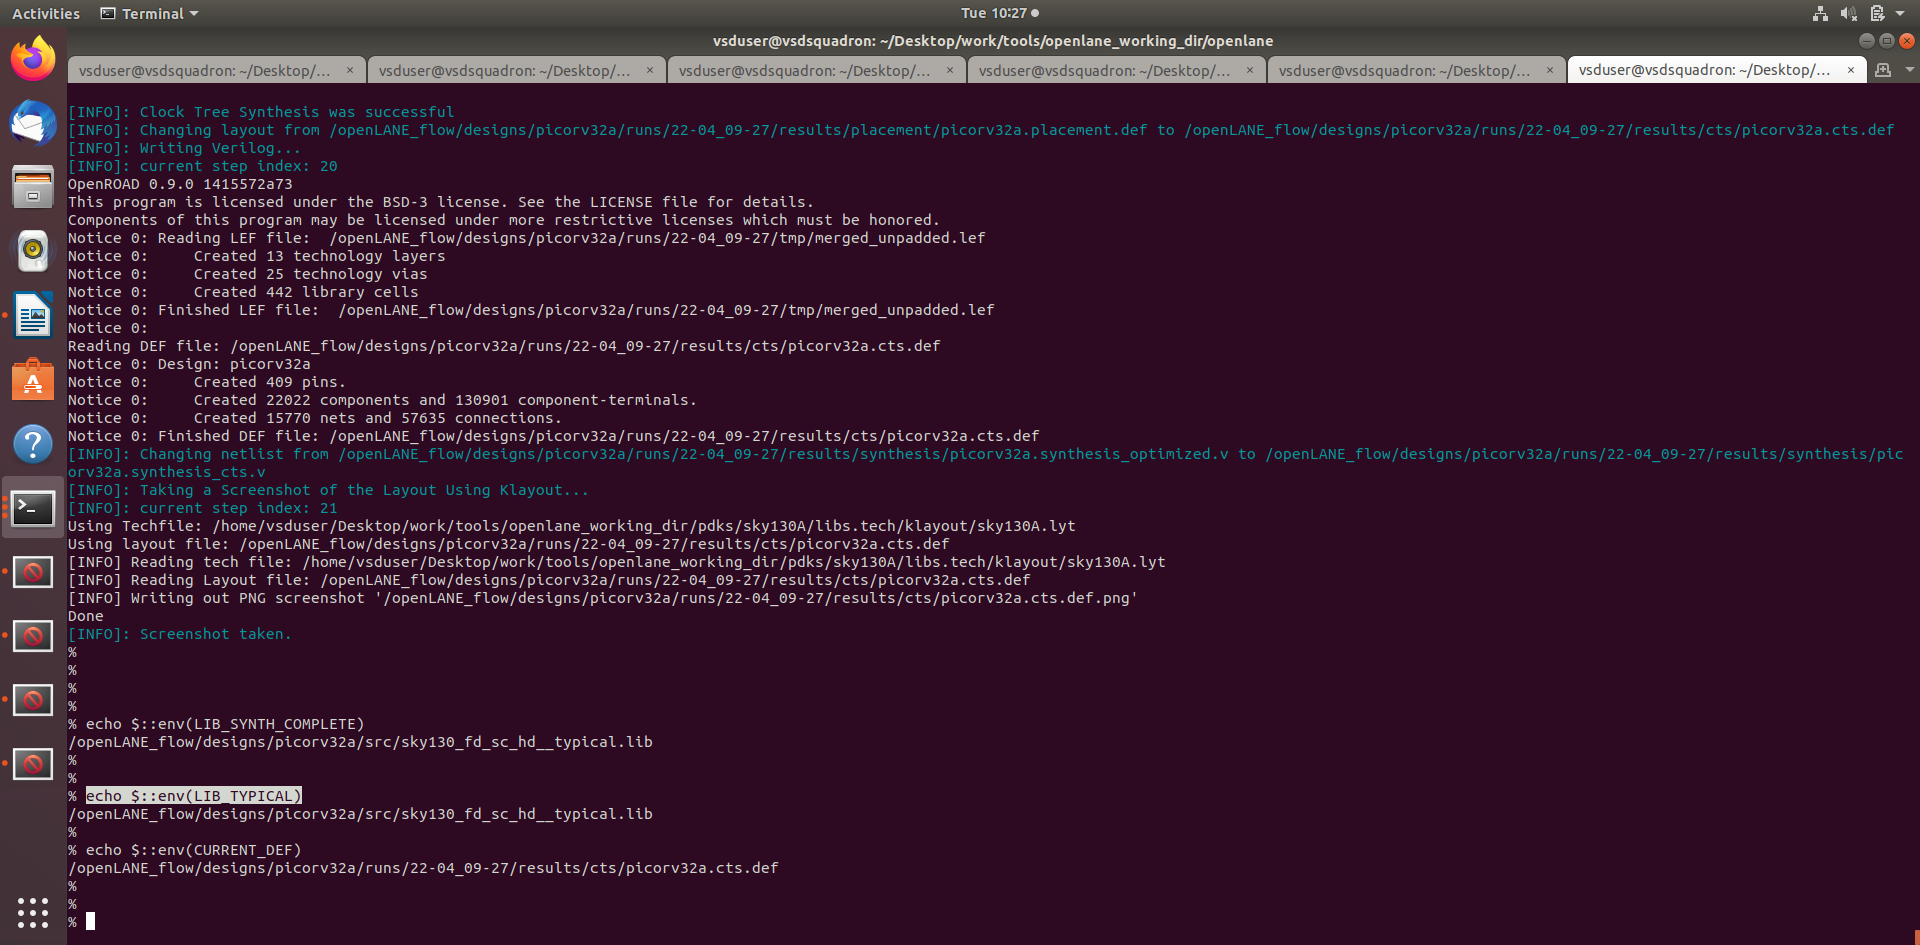 Activities Terminal Tue 10:27
vsduser@vsdsquadron: ~/Desktop/work/tools/openlane_working_dir/openlane
vsduser@vsdsquadron: ~/Desktop/... × vsduser@vsdsquadron: ~/Desktop/... × vsduser@vsdsquadron: ~/Desktop/... × vsduser@vsdsquadron: ~/Desktop/... × vsduser@vsdsquadron: ~/Desktop/... × vsduser@vsdsquadron: ~/Desktop/... ×
[INFO]: Clock Tree Synthesis was successful
[INFO]: Changing layout from /openLANE_flow/designs/picorv32a/runs/22-04_09-27/results/placement/picorv32a.placement.def to /openLANE_flow/designs/picorv32a/runs/22-04_09-27/results/cts/picorv32a.cts.def
[INFO]: Writing Verilog...
[INFO]: current step index: 20
OpenROAD 0.9.0 1415572a73
This program is licensed under the BSD-3 license. See the LICENSE file for details.
Components of this program may be licensed under more restrictive licenses which must be honored.
Notice 0: Reading LEF file:  /openLANE_flow/designs/picorv32a/runs/22-04_09-27/tmp/merged_unpadded.lef
Notice 0:     Created 13 technology layers
Notice 0:     Created 25 technology vias
Notice 0:     Created 442 library cells
Notice 0: Finished LEF file:  /openLANE_flow/designs/picorv32a/runs/22-04_09-27/tmp/merged_unpadded.lef
Notice 0:
Reading DEF file: /openLANE_flow/designs/picorv32a/runs/22-04_09-27/results/cts/picorv32a.cts.def
Notice 0: Design: picorv32a
Notice 0:     Created 409 pins.
Notice 0:     Created 22022 components and 130901 component-terminals.
Notice 0:     Created 15770 nets and 57635 connections.
Notice 0: Finished DEF file: /openLANE_flow/designs/picorv32a/runs/22-04_09-27/results/cts/picorv32a.cts.def
[INFO]: Changing netlist from /openLANE_flow/designs/picorv32a/runs/22-04_09-27/results/synthesis/picorv32a.synthesis_optimized.v to /openLANE_flow/designs/picorv32a/runs/22-04_09-27/results/synthesis/pic
orv32a.synthesis_cts.v
[INFO]: Taking a Screenshot of the Layout Using Klayout...
[INFO]: current step index: 21
Using Techfile: /home/vsduser/Desktop/work/tools/openlane_working_dir/pdks/sky130A/libs.tech/klayout/sky130A.lyt
Using layout file: /openLANE_flow/designs/picorv32a/runs/22-04_09-27/results/cts/picorv32a.cts.def
[INFO] Reading tech file: /home/vsduser/Desktop/work/tools/openlane_working_dir/pdks/sky130A/libs.tech/klayout/sky130A.lyt
[INFO] Reading Layout file: /openLANE_flow/designs/picorv32a/runs/22-04_09-27/results/cts/picorv32a.cts.def
[INFO] Writing out PNG screenshot '/openLANE_flow/designs/picorv32a/runs/22-04_09-27/results/cts/picorv32a.cts.def.png'
Done
[INFO]: Screenshot taken.
%
%
%
%
% echo $::env(LIB_SYNTH_COMPLETE)
/openLANE_flow/designs/picorv32a/src/sky130_fd_sc_hd__typical.lib
%
%
% echo $::env(LIB_TYPICAL)
/openLANE_flow/designs/picorv32a/src/sky130_fd_sc_hd__typical.lib
%
% echo $::env(CURRENT_DEF)
/openLANE_flow/designs/picorv32a/runs/22-04_09-27/results/cts/picorv32a.cts.def
%
%
%